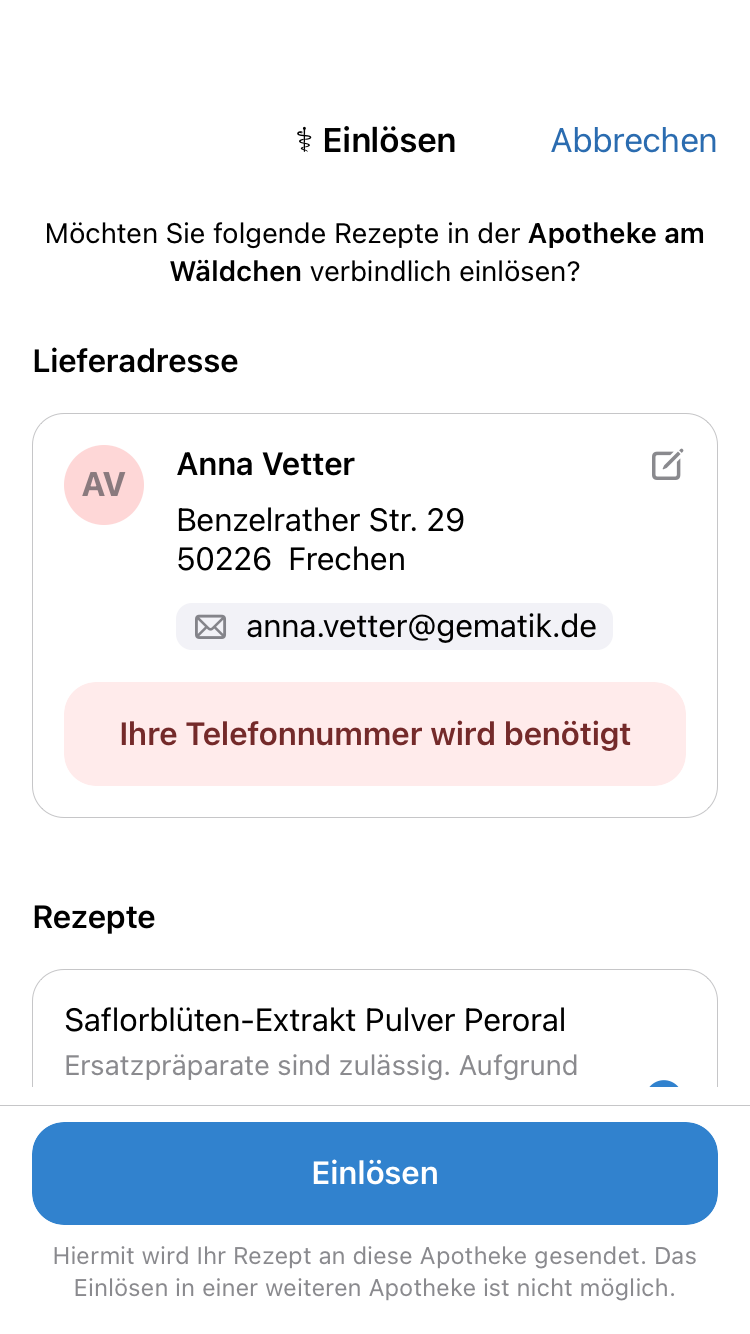 ⚕ Einlösen
Abbrechen
Möchten Sie folgende Rezepte in der Apotheke am
Wäldchen verbindlich einlösen?
Lieferadresse
AV
Anna Vetter
Benzelrather Str. 29
50226  Frechen
anna.vetter@gematik.de
Ihre Telefonnummer wird benötigt
Rezepte
Saflorblüten-Extrakt Pulver Peroral
Ersatzpräparate sind zulässig. Aufgrund
Einlösen
Hiermit wird Ihr Rezept an diese Apotheke gesendet. Das
Einlösen in einer weiteren Apotheke ist nicht möglich.